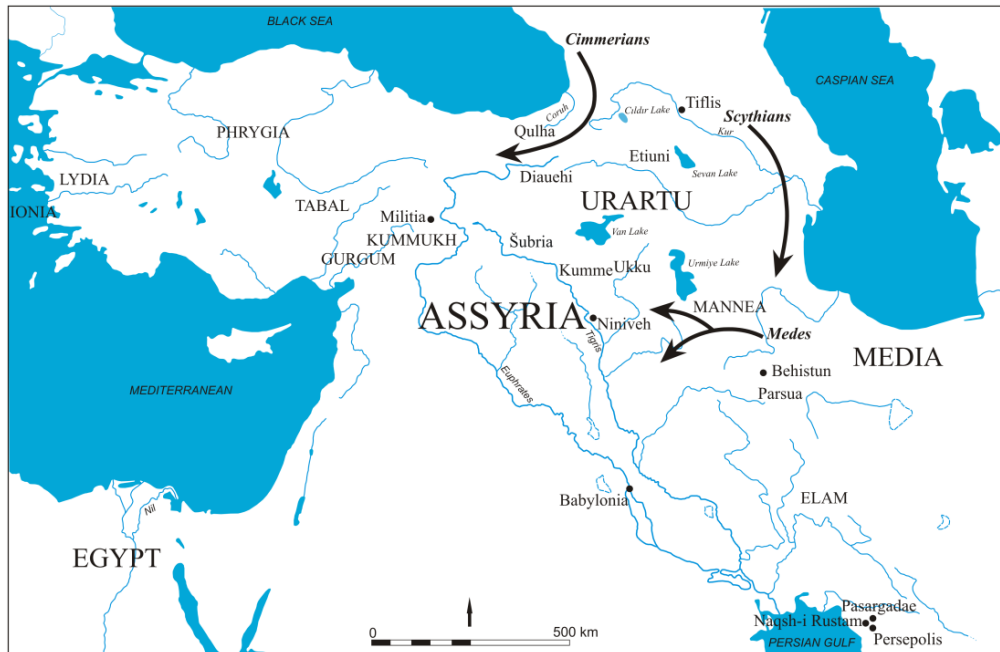 BLACK SEA
Cimmerians
CASPIAN SEA
Tiflis
Çıldır Lake
Coruh
Scythians
Kur
PHRYGIA
Qulha
Etiuni
Sevan Lake
Diauehi
LYDIA
URARTU
TABAL
IONIA
Militia
Van Lake
KUMMUKH
Šubria
GURGUM
Kumme
Ukku
Urmiye Lake
MANNEA
ASSYRIA
Niniveh
Tigris
Medes
MEDIA
Behistun
Euphrates
MEDITERRANEAN
Parsua
Babylonia
ELAM
Nil
EGYPT
Pasargadae
Naqsh-i Rustam
Persepolis
PERSIAN GULF
0 500 km